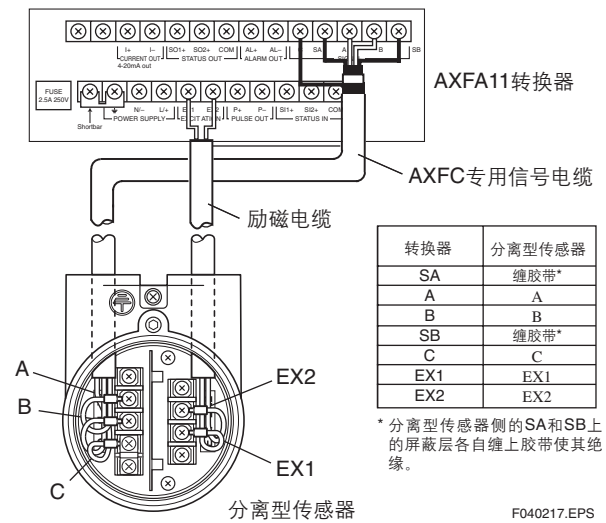 I+ I– SO1+ SO2+ COM AL+ AL– SA A B SB
CURRENT OUT STATUS OUT ALARM OUT
4-20mA out
FUSE
2.5A 250V
N/– L/+ EX1 EX2 P+ P– SI1+ SI2+ COM
POWER SUPPLY EXCITATION PULSE OUT STATUS IN
Shortbar
AXFA11转换器
AXFC专用信号电缆
励磁电缆
转换器 分离型传感器
SA 缠胶带*
A A
B B
SB 缠胶带*
C C
EX1 EX1
EX2 EX2
* 分离型传感器侧的SA和SB上
的屏蔽层各自缠上胶带使其绝
缘。
A
B
C
EX2
EX1
分离型传感器
F040217.EPS